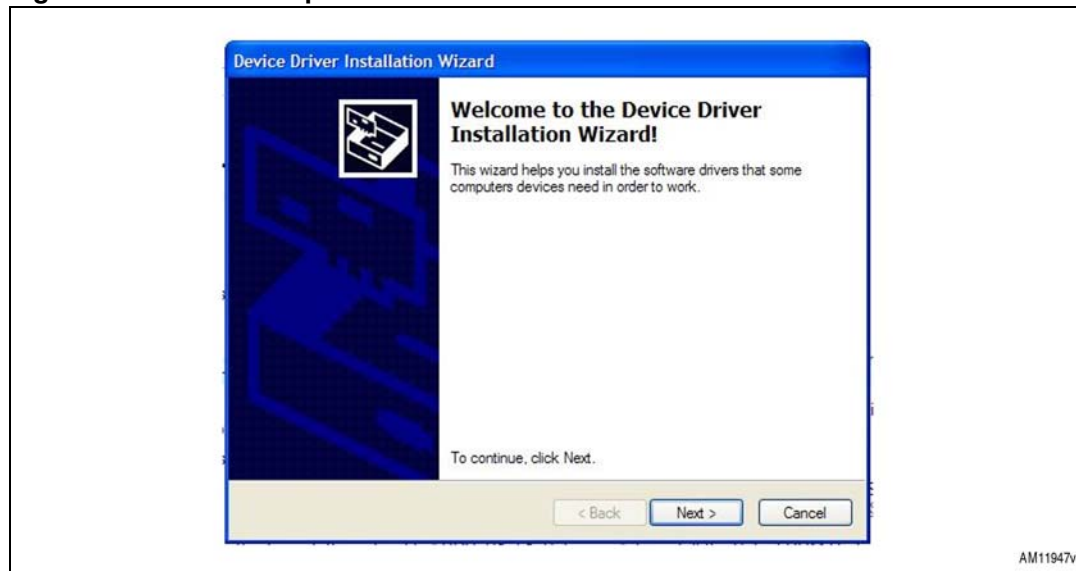 Device Driver Installation Wizard
Welcome to the Device Driver
Installation Wizard!
This wizard helps you install the software drivers that some
computers devices need in order to work.
To continue, click Next.
< Back
Next >
Cancel
AM11947v